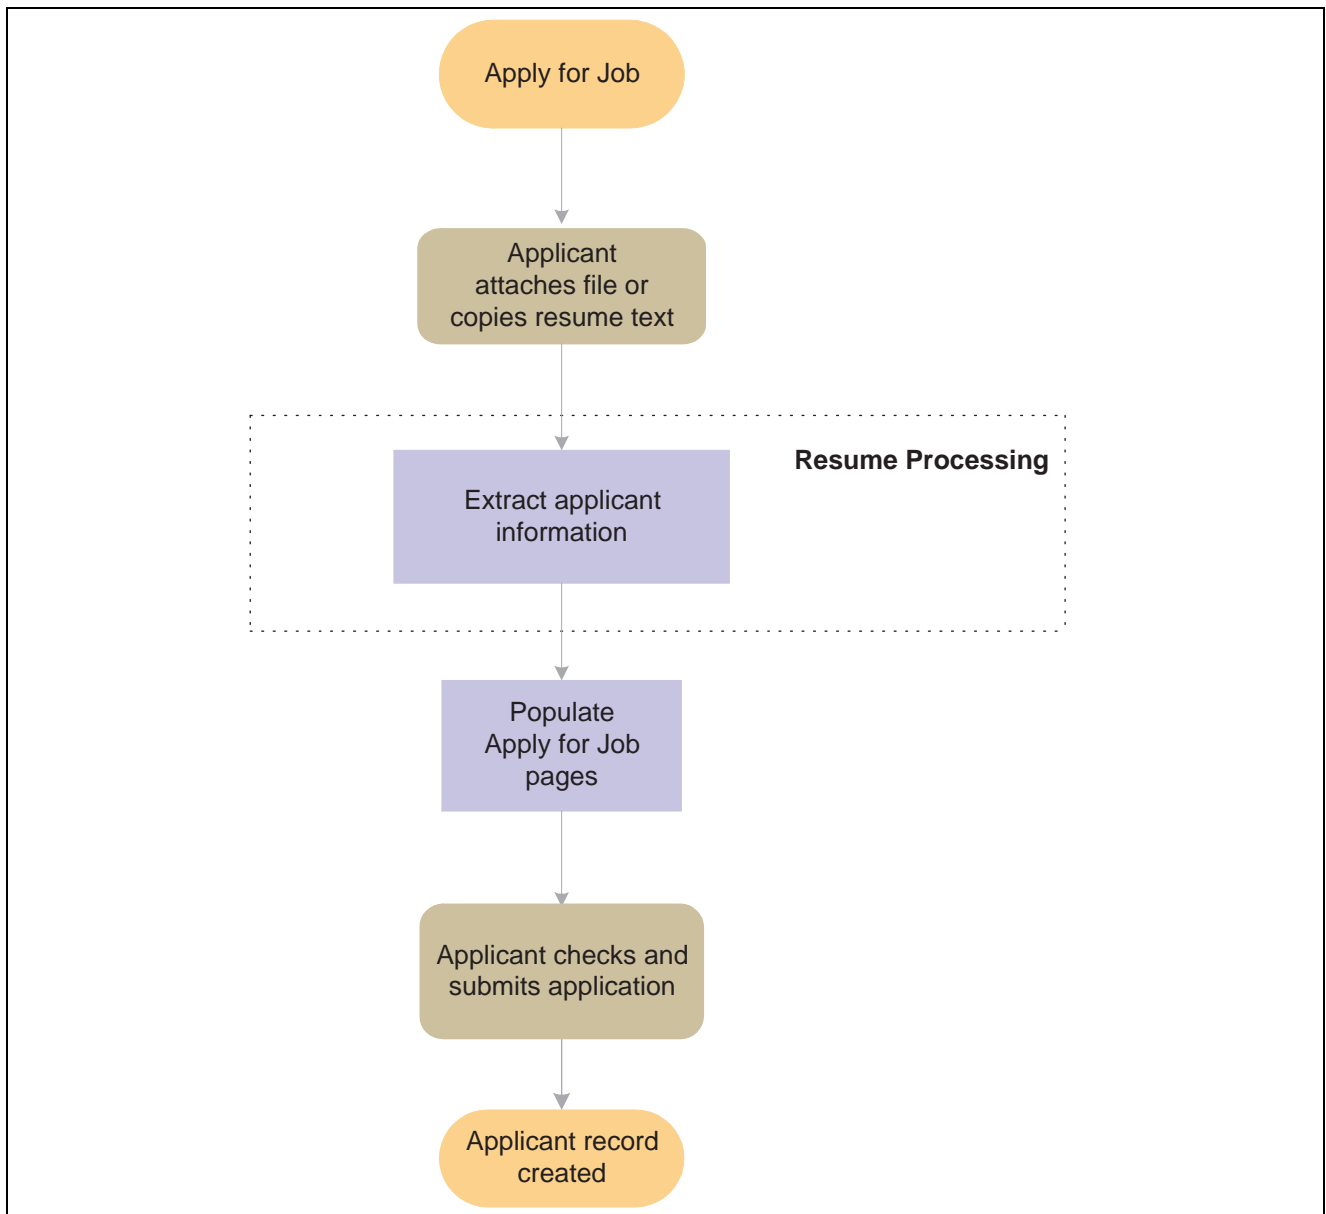 Apply for Job
Applicant
attaches file or
copies resume text
Resume Processing
Extract applicant
information
Populate
Apply for Job
pages
Applicant checks and
submits application
Applicant record
created